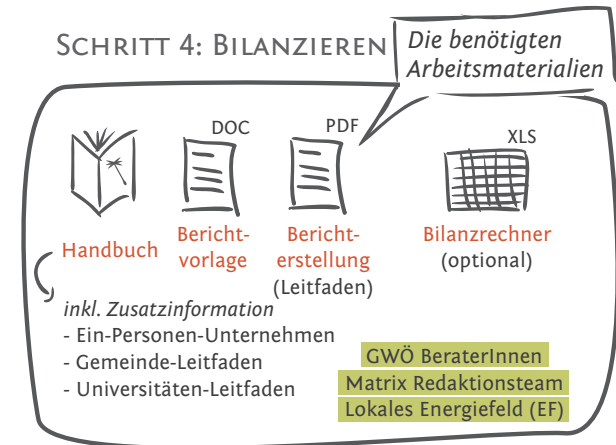 SCHRITT 4: BILANZIEREN
Die benötigten
Arbeitsmaterialien
DOC
PDF
XLS
Handbuch
Bericht-
vorlage
Bericht-
erstellung
(Leitfaden)
Bilanzrechner
(optional)
inkl. Zusatzinformation
- Ein-Personen-Unternehmen
- Gemeinde-Leitfaden
- Universitäten-Leitfaden
GWÖ BeraterInnen
Matrix Redaktionsteam
Lokales Energiefeld (EF)